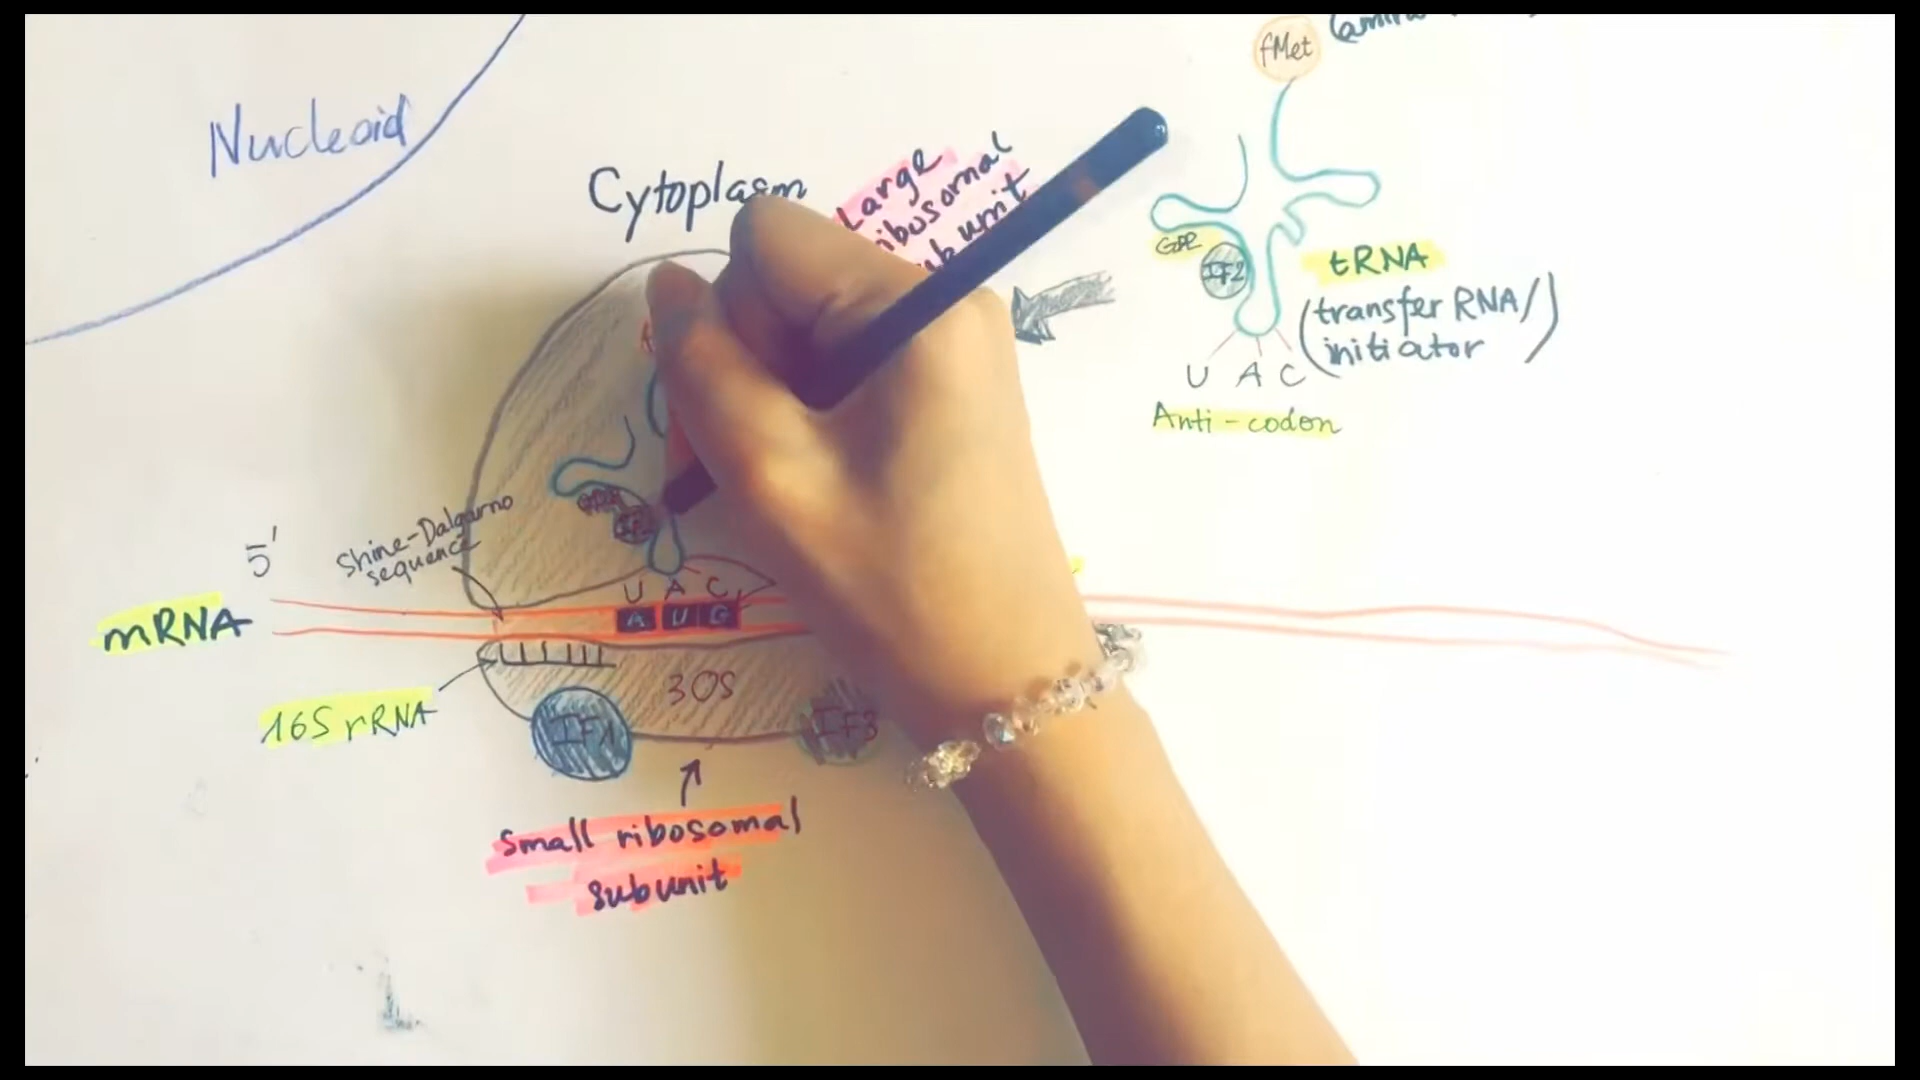 fMet
Nucleoid
Cytoplasm
Large
ribosomal
subunit
IF2
tRNA
(transfer RNA/
initiator)
U A C
Anti-codon
5'
Shine-Dalgarno
sequence
U A C
A U G
mRNA
30S
16S rRNA
IF1
IF3
small ribosomal
subunit